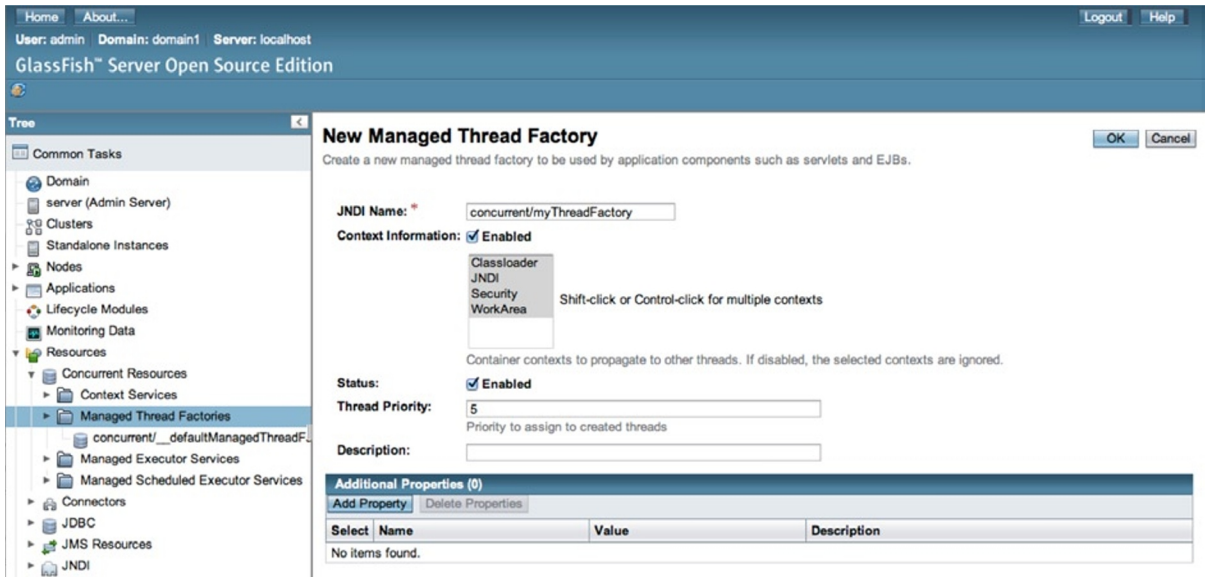 Home About... Logout Help
User: admin Domain: domain1 Server: localhost
GlassFish™ Server Open Source Edition
Tree
Common Tasks
Domain
server (Admin Server)
Clusters
Standalone Instances
Nodes
Applications
Lifecycle Modules
Monitoring Data
Resources
Concurrent Resources
Context Services
Managed Thread Factories
concurrent/__defaultManagedThreadF
Managed Executor Services
Managed Scheduled Executor Services
Connectors
JDBC
JMS Resources
JNDI
New Managed Thread Factory
OK Cancel
Create a new managed thread factory to be used by application components such as servlets and EJBs.
JNDI Name: * concurrent/myThreadFactory
Context Information: Enabled
Classloader
JNDI
Security
WorkArea
Shift-click or Control-click for multiple contexts
Container contexts to propagate to other threads. If disabled, the selected contexts are ignored.
Status: Enabled
Thread Priority: 5
Priority to assign to created threads
Description:
Additional Properties (0)
Add Property Delete Properties
Select Name Value Description
No items found.